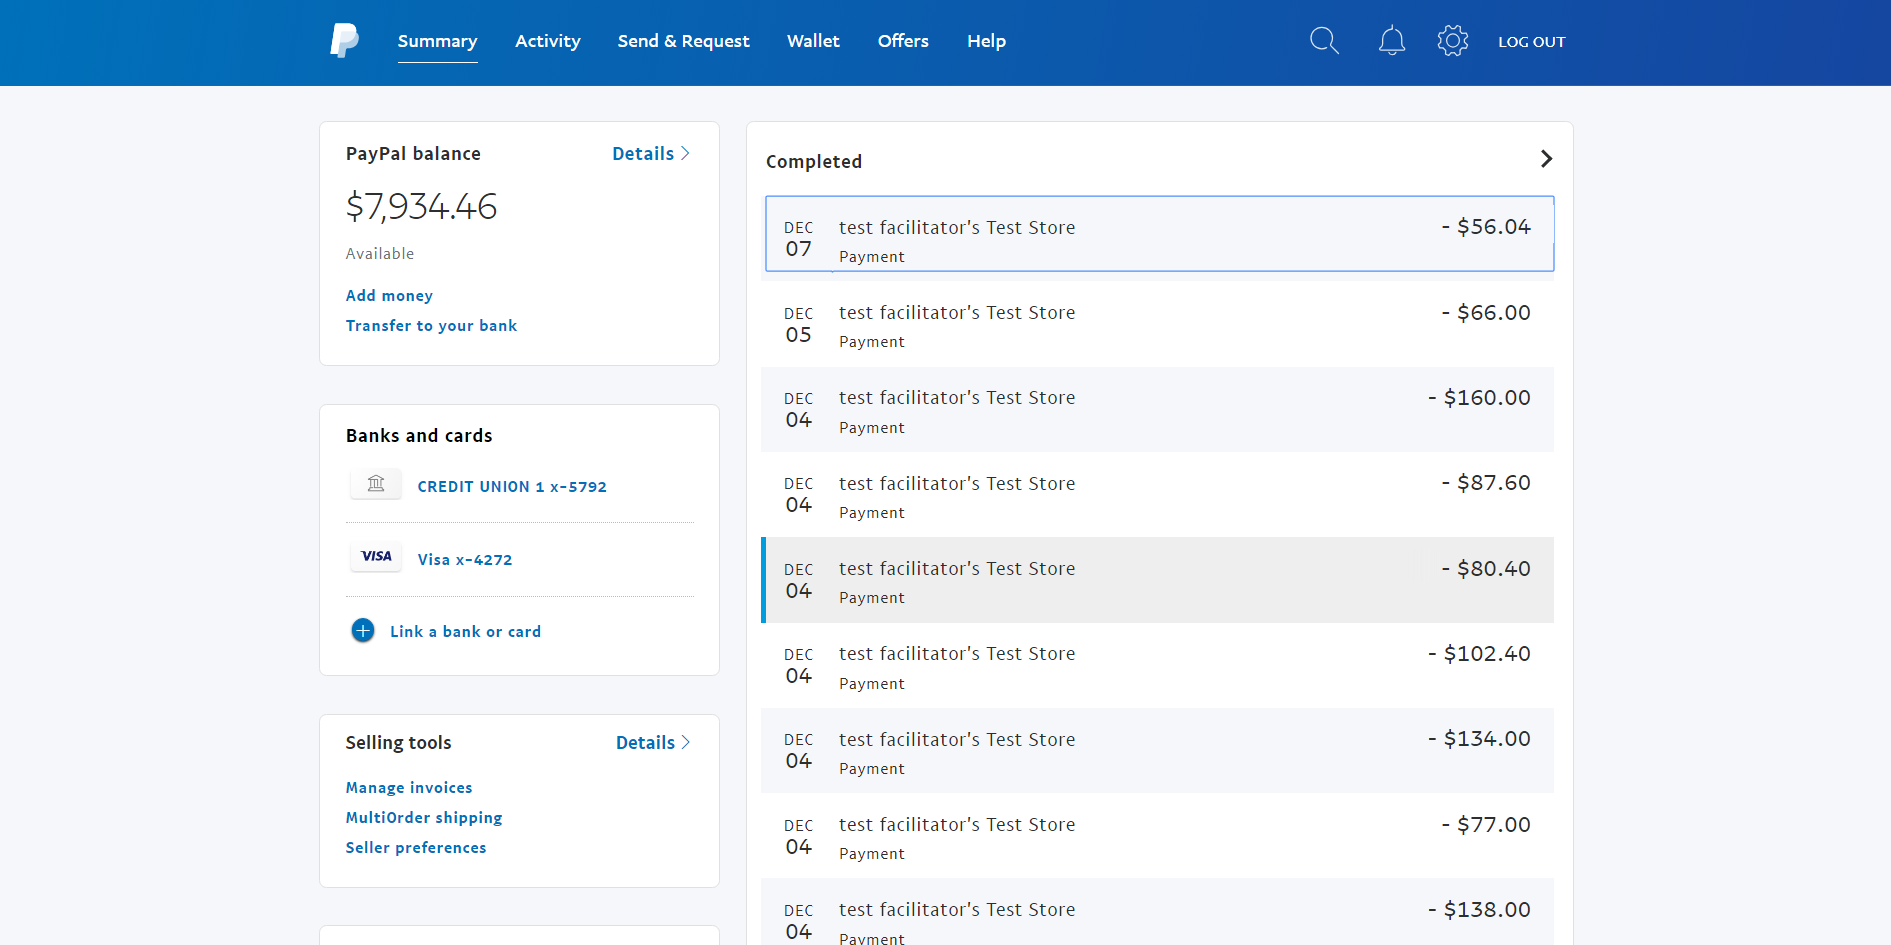 Summary Activity Send & Request Wallet Offers Help LOG OUT
PayPal balance Details
$7,934.46
Available
Add money
Transfer to your bank
Banks and cards
CREDIT UNION 1 x-5792
VISA Visa x-4272
Link a bank or card
Selling tools Details
Manage invoices
MultiOrder shipping
Seller preferences
Completed
DEC 07 test facilitator's Test Store - $56.04
Payment
DEC 05 test facilitator's Test Store - $66.00
Payment
DEC 04 test facilitator's Test Store - $160.00
Payment
DEC 04 test facilitator's Test Store - $87.60
Payment
DEC 04 test facilitator's Test Store - $80.40
Payment
DEC 04 test facilitator's Test Store - $102.40
Payment
DEC 04 test facilitator's Test Store - $134.00
Payment
DEC 04 test facilitator's Test Store - $77.00
Payment
DEC 04 test facilitator's Test Store - $138.00
Payment